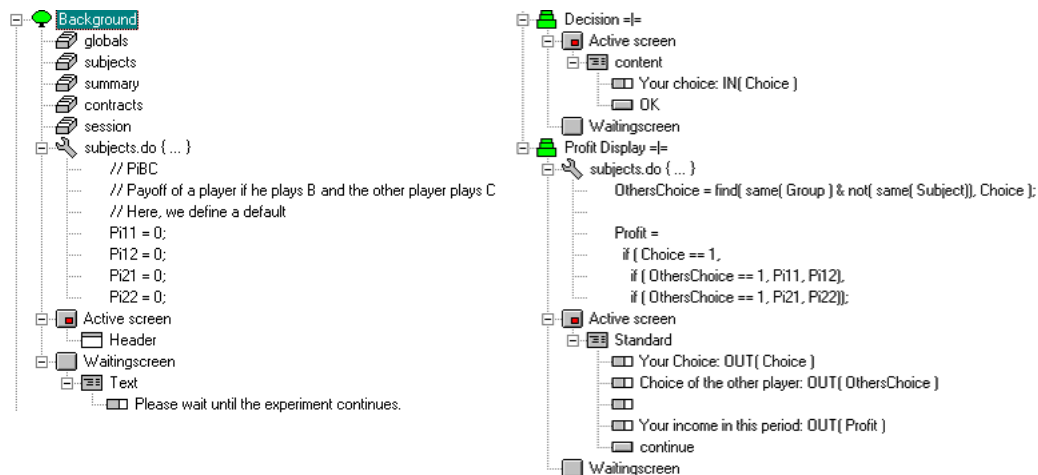 Background
globals
subjects
summary
contracts
session
subjects.do { ... }
// PiBC
// Payoff of a player if he plays B and the other player plays C
// Here, we define a default
Pi11 = 0;
Pi12 = 0;
Pi21 = 0;
Pi22 = 0;
Active screen
Header
Waitingscreen
Text
Please wait until the experiment continues.
Decision =|=
Active screen
content
Your choice: IN( Choice )
OK
Waitingscreen
Profit Display =|=
subjects.do { ... }
OthersChoice = find( same( Group ) & not( same( Subject)), Choice );
Profit =
if ( Choice == 1,
if ( OthersChoice == 1, Pi11, Pi12),
if ( OthersChoice == 1, Pi21, Pi22));
Active screen
Standard
Your Choice: OUT( Choice )
Choice of the other player: OUT( OthersChoice )
Your income in this period: OUT( Profit )
continue
Waitingscreen